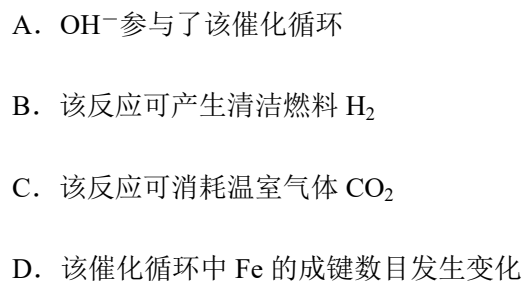 A．OH⁻参与了该催化循环
B．该反应可产生清洁燃料 H₂
C．该反应可消耗温室气体 CO₂
D．该催化循环中 Fe 的成键数目发生变化